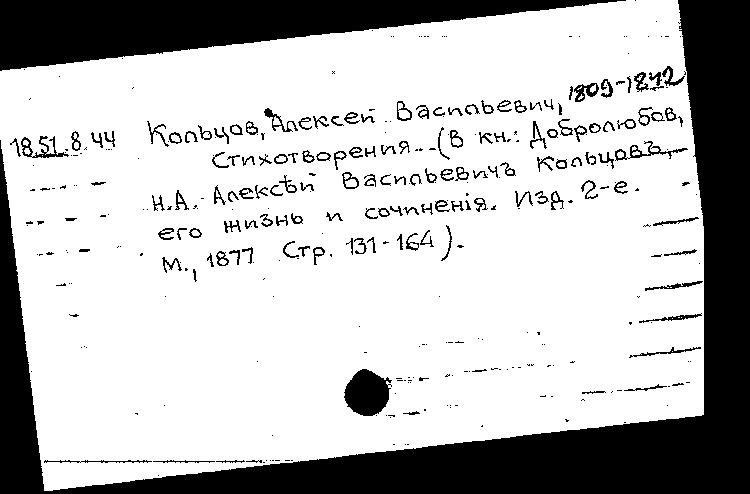 18.51.8.44 Кольцов, Алексей Васильевич, 1809-1842
Стихотворения.. (В кн.: Добролюбов,
Н.А. Алексѣй Васильевичъ Кольцовъ,
его жизнь и сочиненія. Изд. 2-е.
М., 1877 Стр. 131-164).